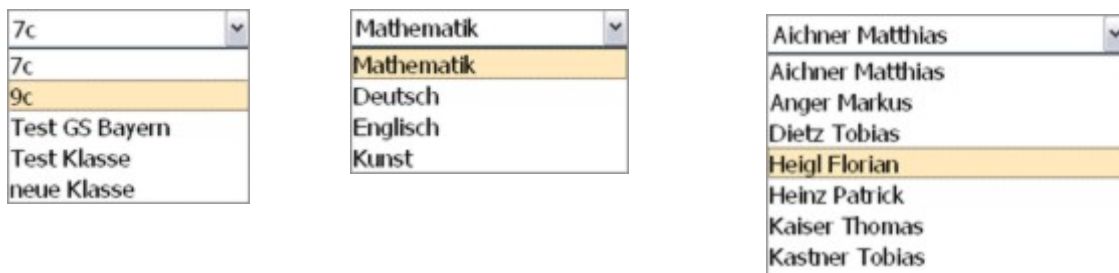 7c
7c
9c
Test GS Bayern
Test Klasse
neue Klasse
Mathematik
Mathematik
Deutsch
Englisch
Kunst
Aichner Matthias
Aichner Matthias
Anger Markus
Dietz Tobias
Heigl Florian
Heinz Patrick
Kaiser Thomas
Kastner Tobias